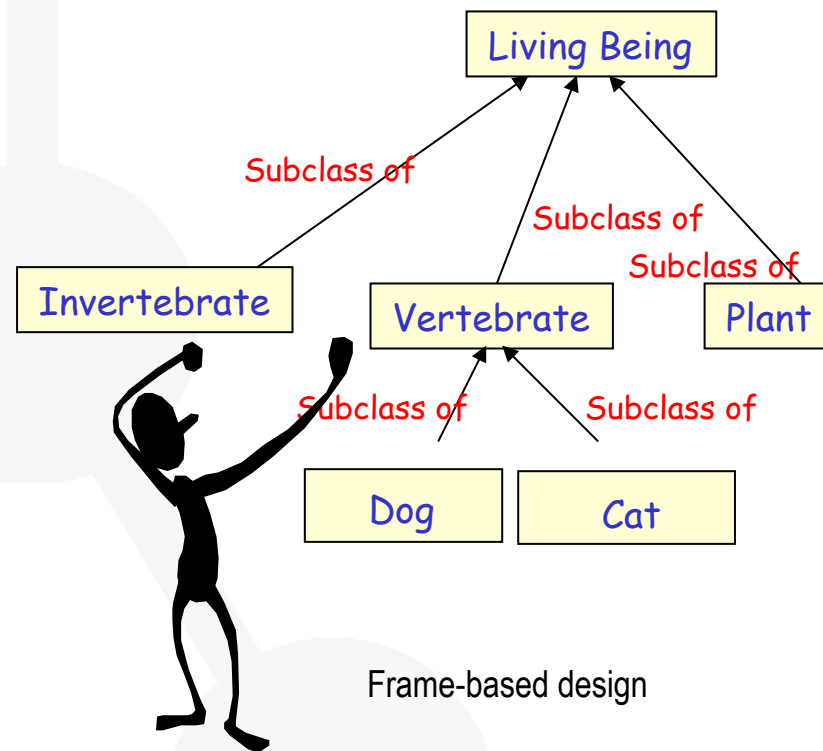 Living Being
Subclass of
Subclass of
Subclass of
Invertebrate
Vertebrate
Plant
Subclass of
Subclass of
Dog
Cat
Frame-based design